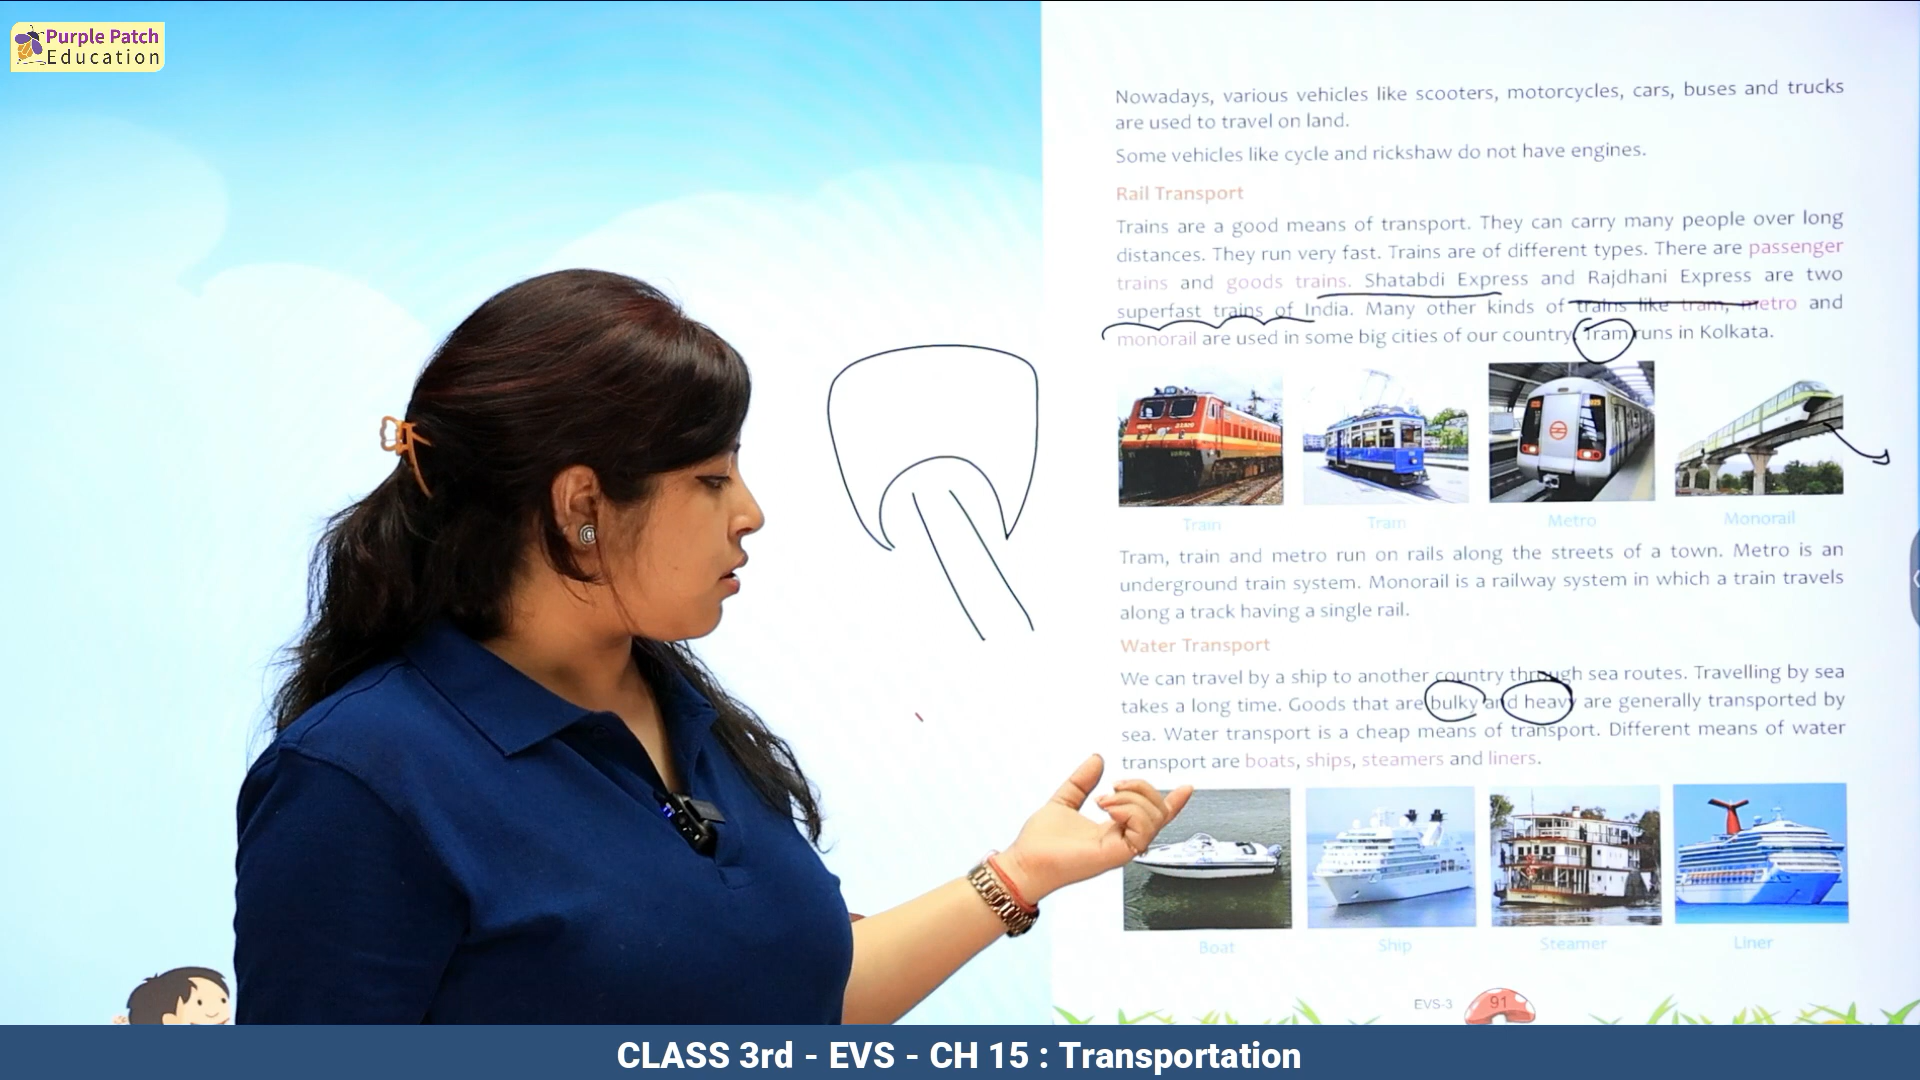 Purple Patch
Education
Nowadays, various vehicles like scooters, motorcycles, cars, buses and trucks
are used to travel on land.
Some vehicles like cycle and rickshaw do not have engines.
Rail Transport
Trains are a good means of transport. They can carry many people over long
distances. They run very fast. Trains are of different types. There are passenger
trains and goods trains. Shatabdi Express and Rajdhani Express are two
superfast trains of India. Many other kinds of trains like tram, metro and
monorail are used in some big cities of our country. Tram runs in Kolkata.
Train Tram Metro Monorail
Tram, train and metro run on rails along the streets of a town. Metro is an
underground train system. Monorail is a railway system in which a train travels
along a track having a single rail.
Water Transport
We can travel by a ship to another country through sea routes. Travelling by sea
takes a long time. Goods that are bulky and heavy are generally transported by
sea. Water transport is a cheap means of transport. Different means of water
transport are boats, ships, steamers and liners.
Boat Ship Steamer Liner
EVS-3 91
CLASS 3rd - EVS - CH 15 : Transportation